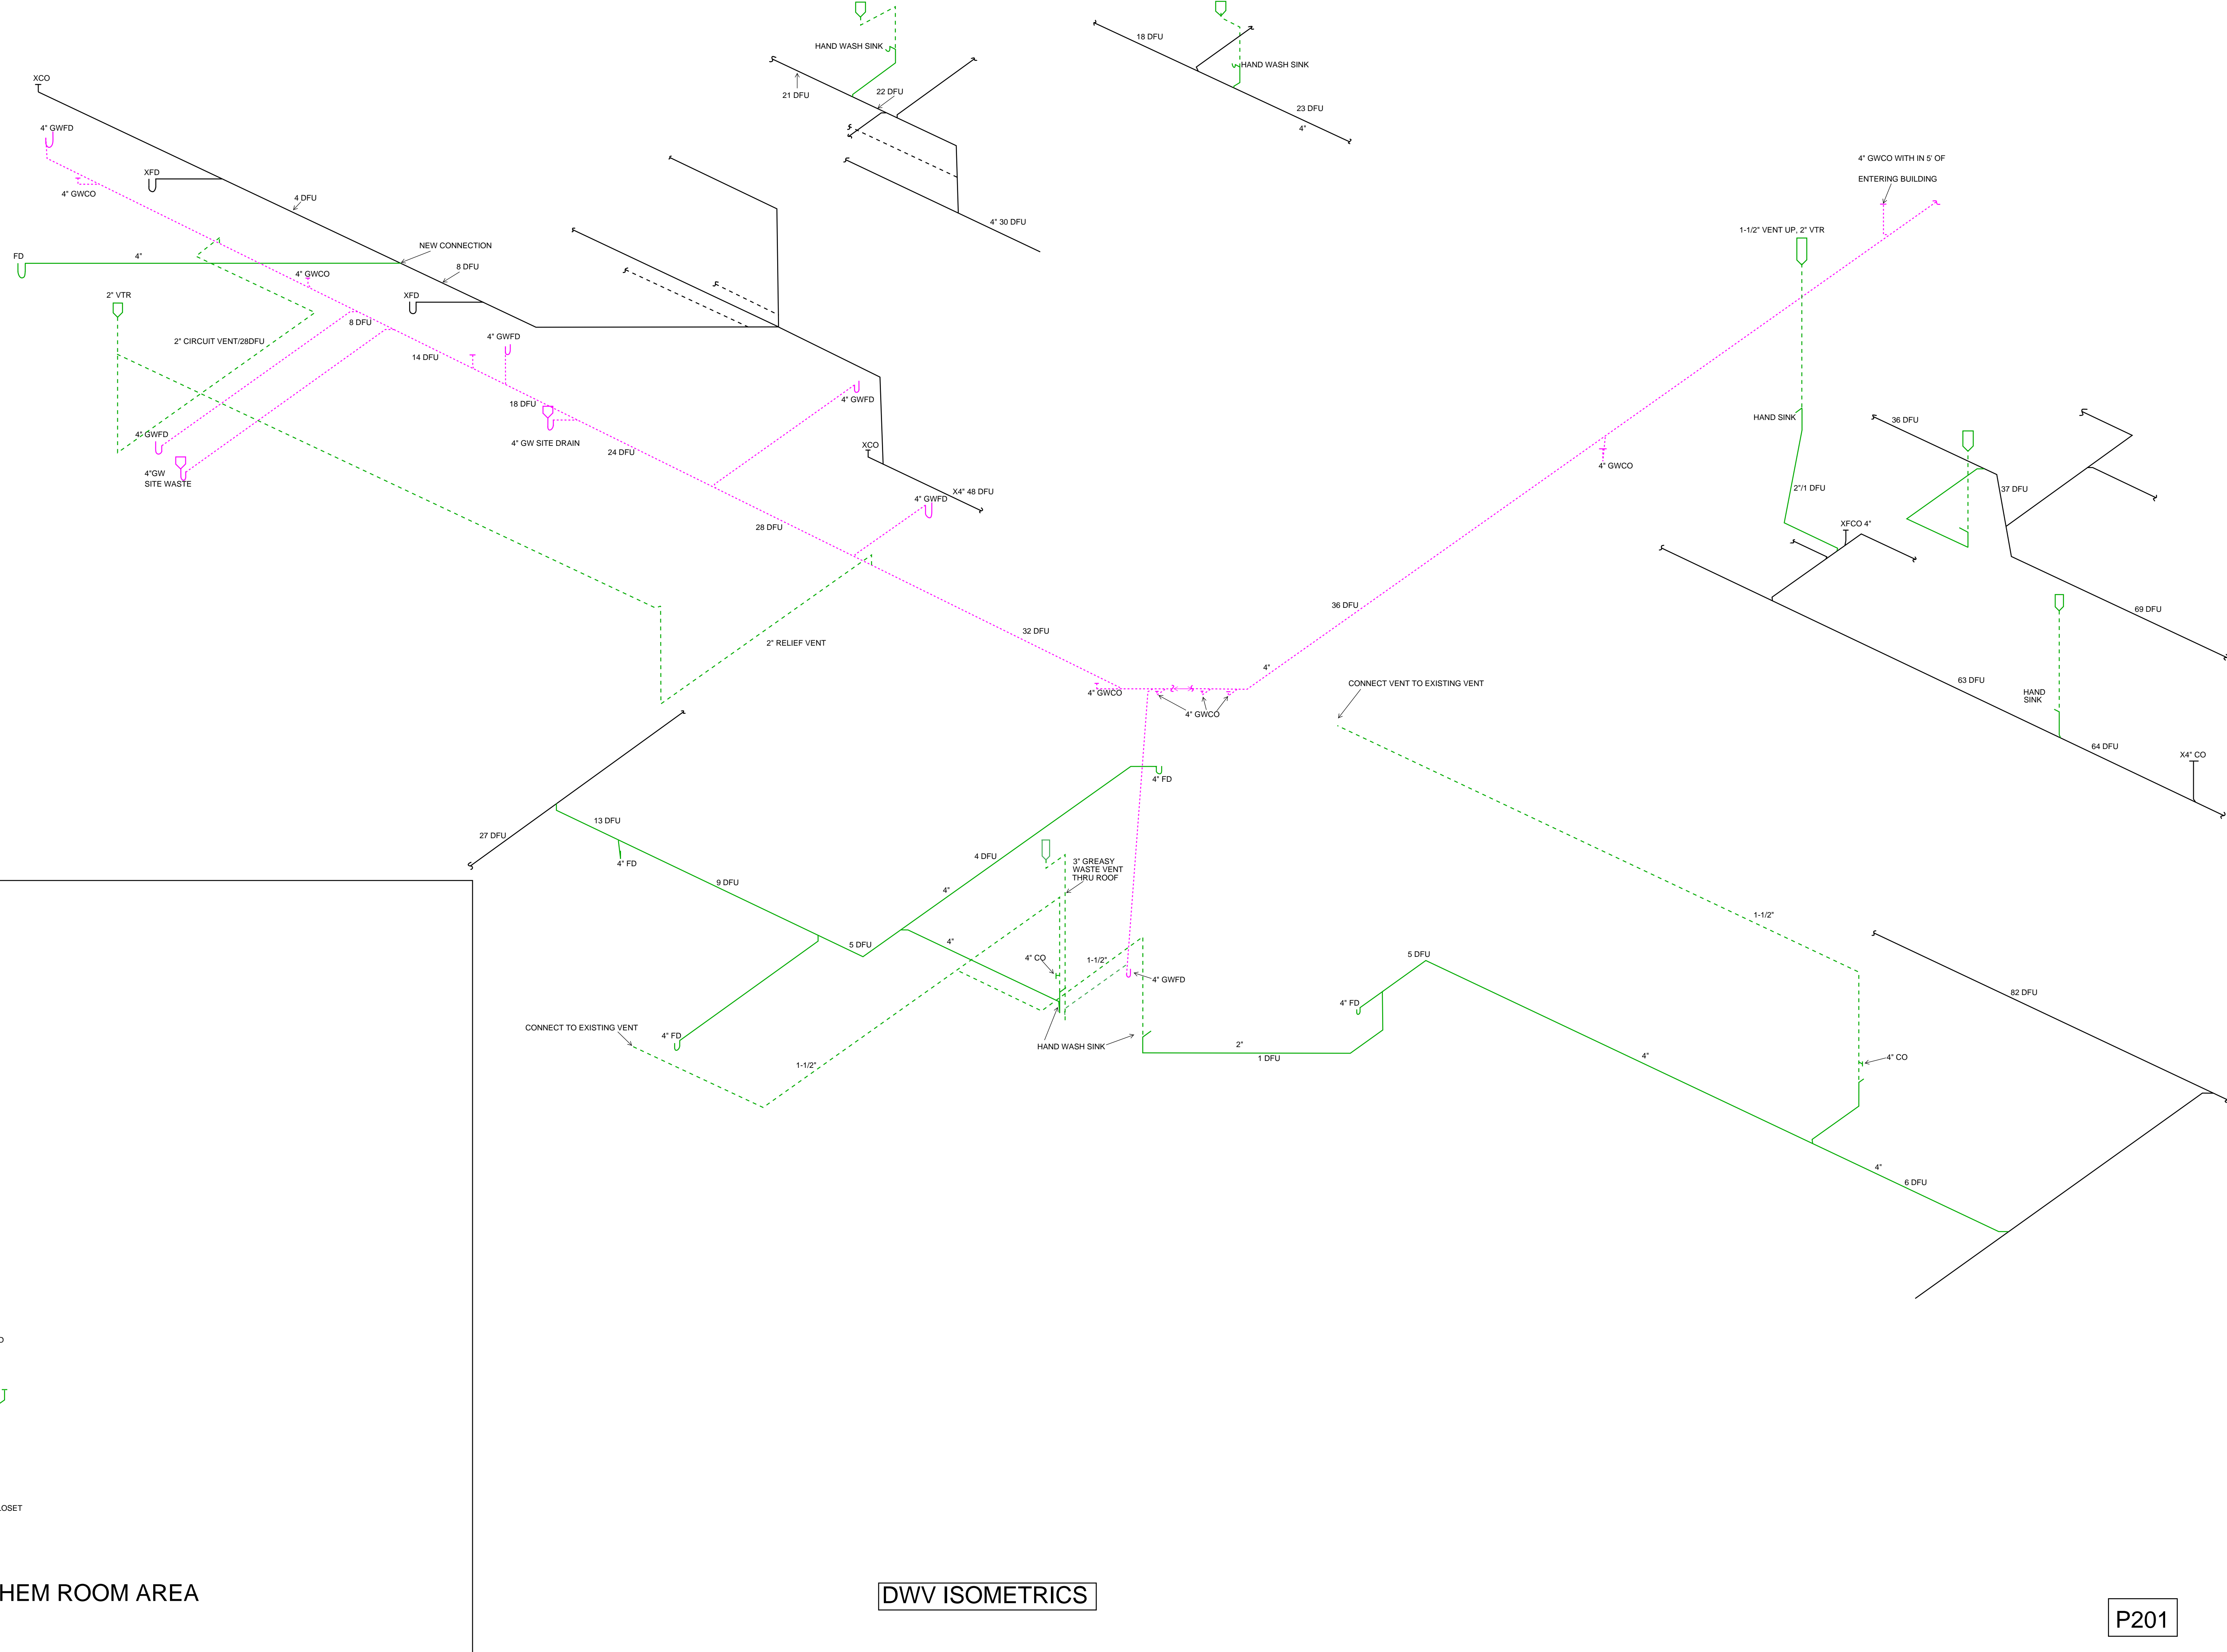 HAND WASH SINK
18 DFU
HAND WASH SINK
XCO
21 DFU
22 DFU
23 DFU
4"
4" GWFD
4" GWCO WITH IN 5' OF
ENTERING BUILDING
XFD
4" GWCO
4 DFU
4" 30 DFU
1-1/2" VENT UP, 2" VTR
NEW CONNECTION
FD
4"
8 DFU
4" GWCO
2" VTR
XFD
8 DFU
2" CIRCUIT VENT/28DFU
4" GWFD
14 DFU
4" GWFD
18 DFU
HAND SINK
36 DFU
4" GWFD
4" GW SITE DRAIN
XCO
24 DFU
4"GW
SITE WASTE
4" GWCO
X4" 48 DFU
2"/1 DFU
37 DFU
4" GWFD
28 DFU
XFCO 4"
36 DFU
69 DFU
32 DFU
2" RELIEF VENT
4"
63 DFU
CONNECT VENT TO EXISTING VENT
4" GWCO
HAND
SINK
4" GWCO
64 DFU
X4" CO
4" FD
13 DFU
27 DFU
4" FD
4 DFU
3" GREASY
WASTE VENT
THRU ROOF
9 DFU
4"
1-1/2"
4"
5 DFU
4" CO
1-1/2"
5 DFU
4" GWFD
82 DFU
4" FD
CONNECT TO EXISTING VENT
4" FD
HAND WASH SINK
2"
1 DFU
4"
4" CO
1-1/2"
4"
6 DFU
LOSET
HEM ROOM AREA
DWV ISOMETRICS
P201